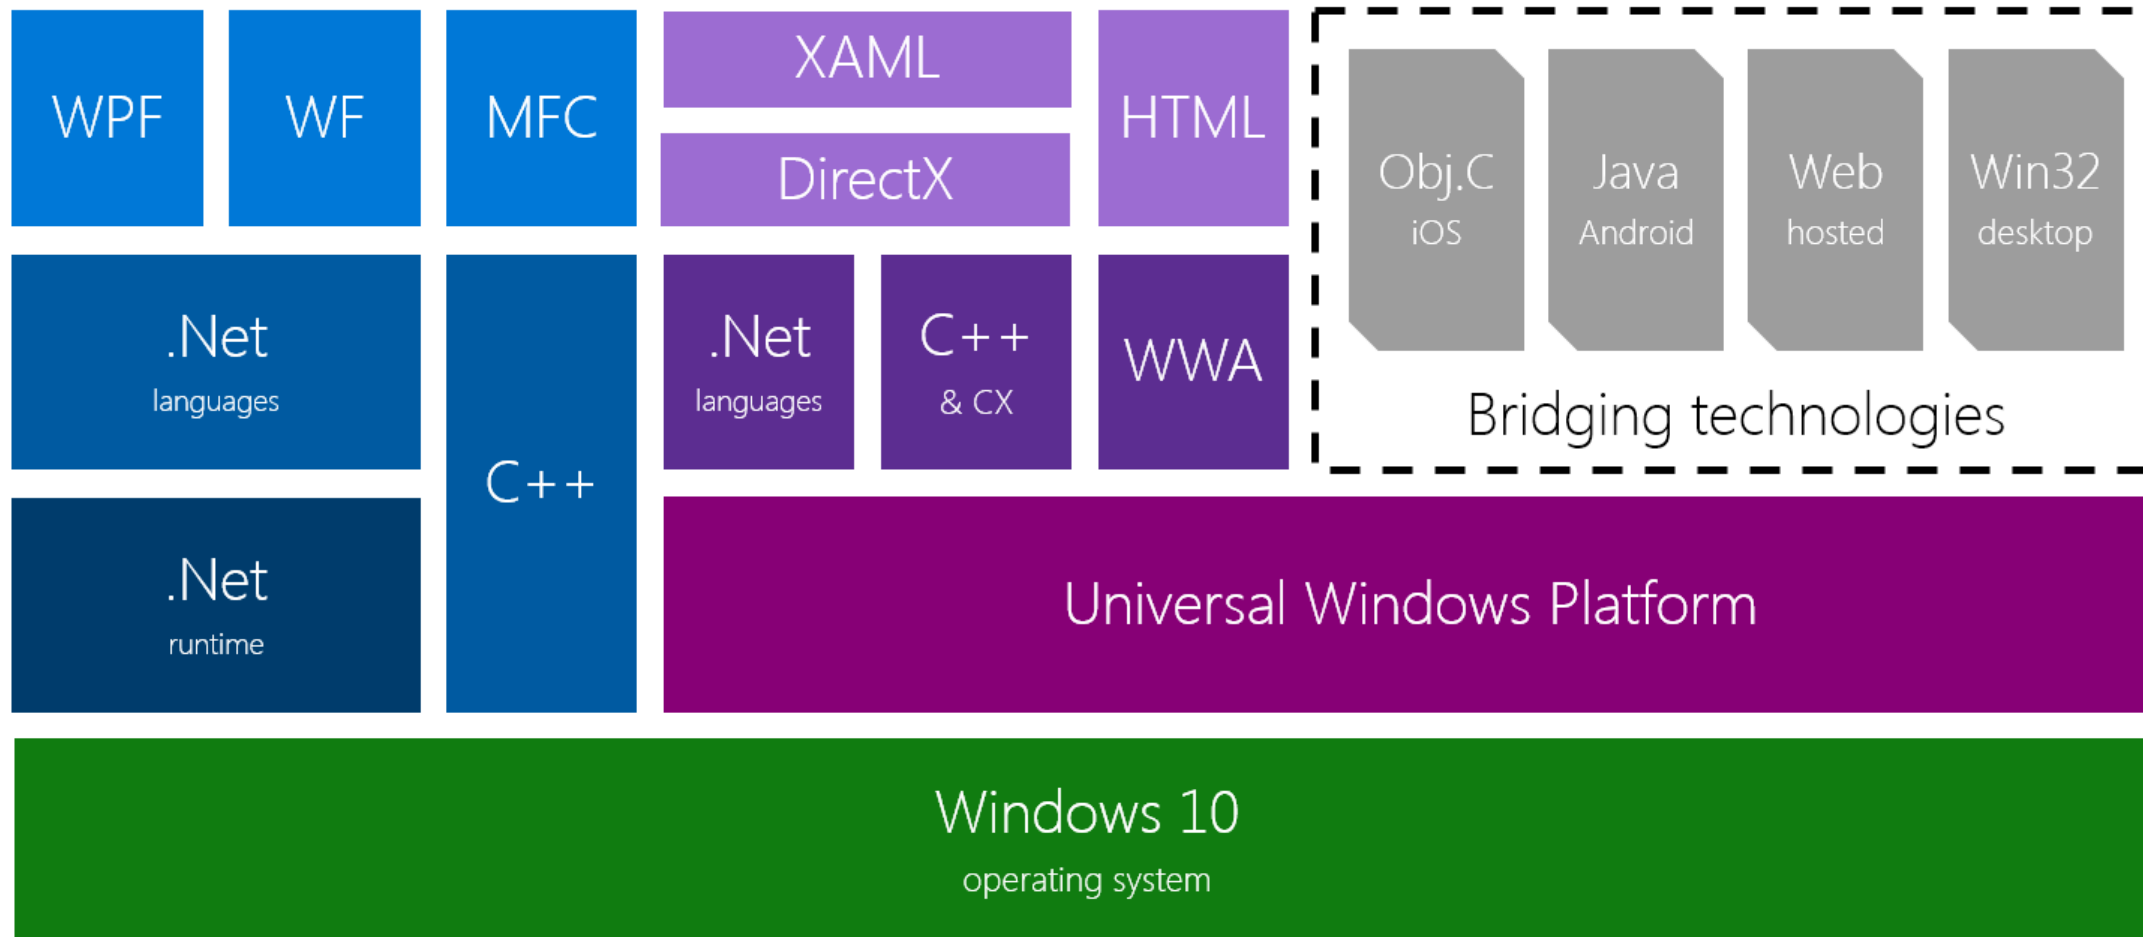 WPF
WF
MFC
XAML
DirectX
HTML
.Net
languages
C++
.Net
languages
C++
& CX
WWA
Obj.C
iOS
Java
Android
Web
hosted
Win32
desktop
Bridging technologies
.Net
runtime
Universal Windows Platform
Windows 10
operating system